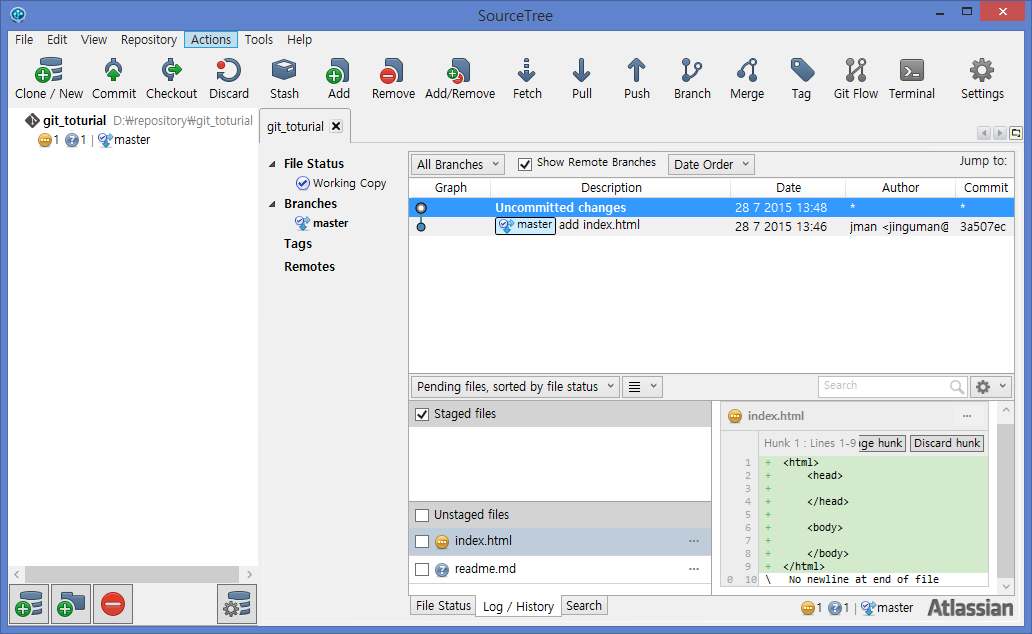 SourceTree
File Edit View Repository Actions Tools Help
Clone / New Commit Checkout Discard Stash Add Remove Add/Remove Fetch Pull Push Branch Merge Tag Git Flow Terminal Settings
git_toturial D:₩repository₩git_toturial
1 ? 1 | master
git_toturial
File Status
Working Copy
Branches
master
Tags
Remotes
All Branches Show Remote Branches Date Order Jump to:
Graph Description Date Author Commit
Uncommitted changes 28 7 2015 13:48 * *
master add index.html 28 7 2015 13:46 jman <jinguman@ 3a507ec
Pending files, sorted by file status Search
Staged files
Unstaged files
index.html ...
? readme.md ...
index.html ...
Hunk 1 : Lines 1-9 ge hunk Discard hunk
1 + <html>
2 + <head>
3 +
4 + </head>
5 +
6 + <body>
7 +
8 + </body>
9 + </html>
0 10 \ No newline at end of file
File Status Log / History Search
1 ? 1 | master Atlassian